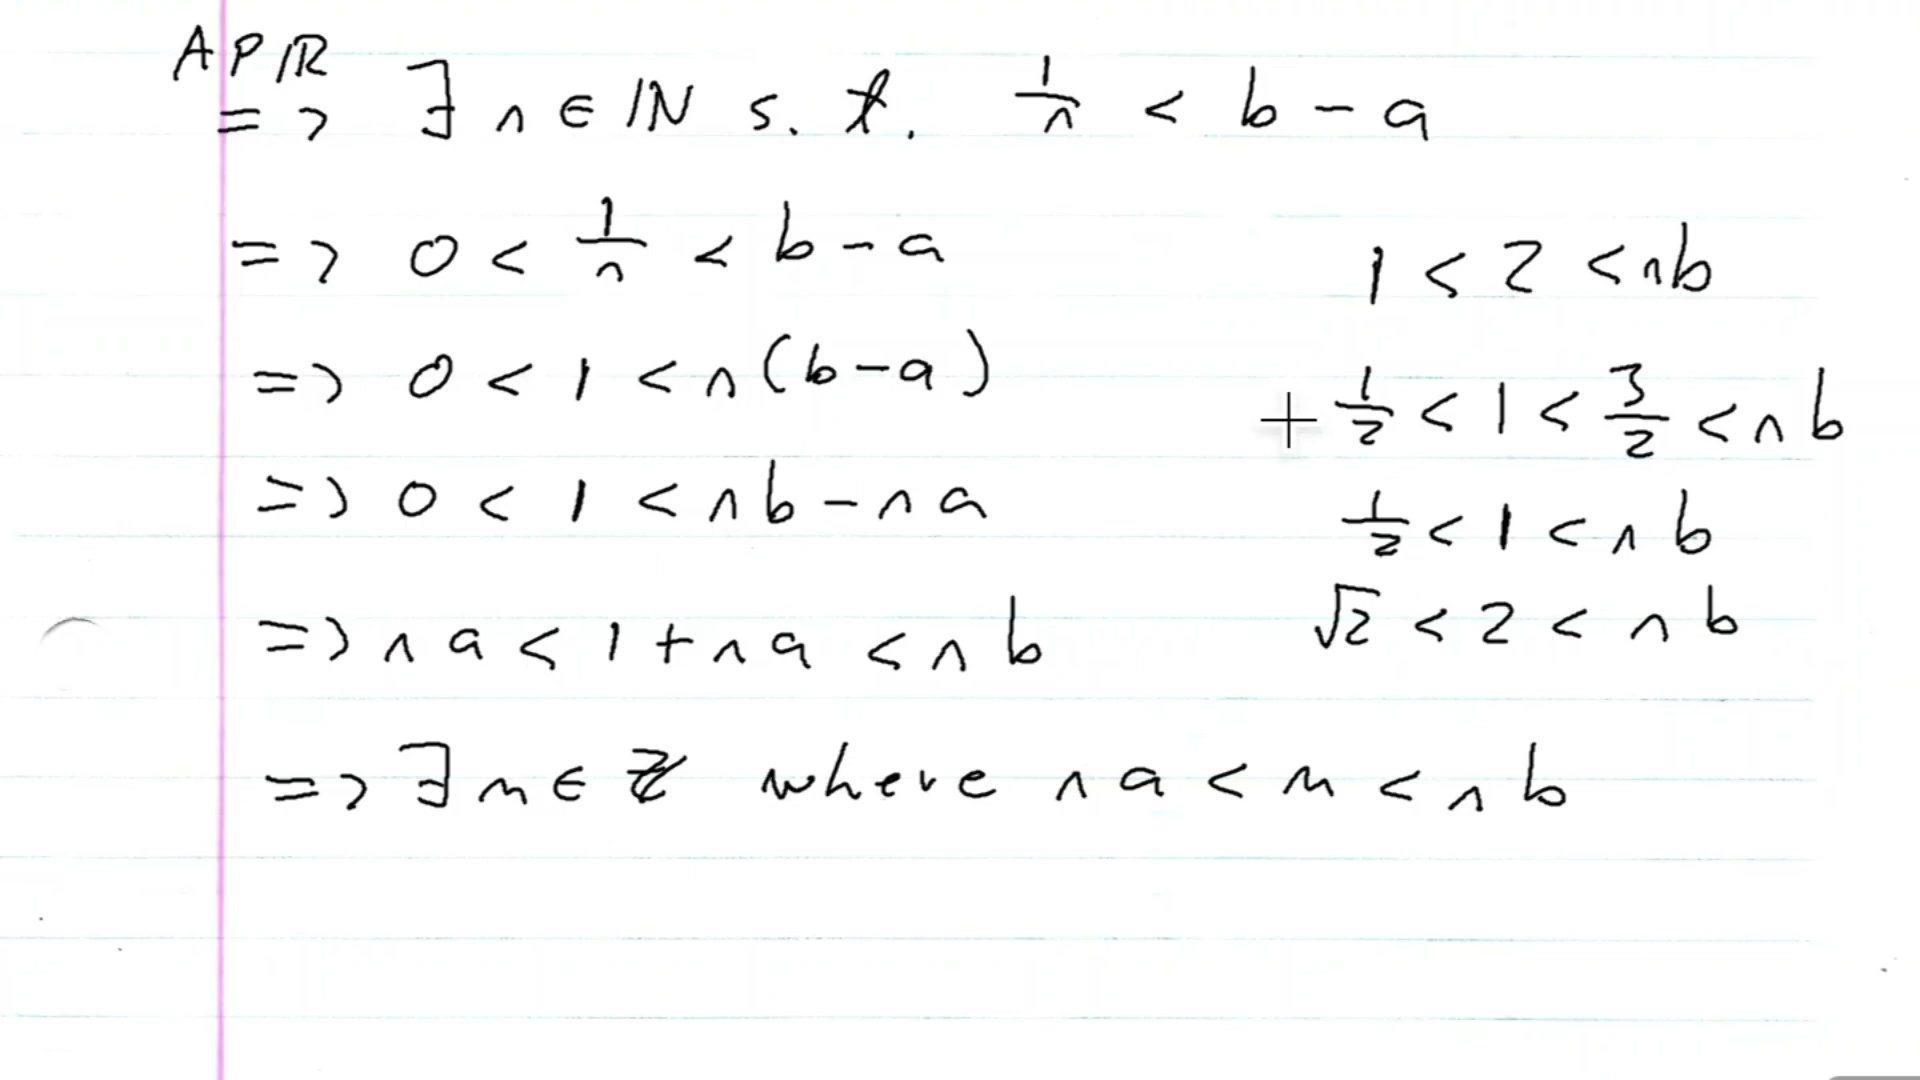 APℝ
=> ∃ n ∈ ℕ s.t. 1/n < b - a
=> 0 < 1/n < b - a
=> 0 < 1 < n(b-a)
=> 0 < 1 < nb - na
=> na < 1 + na < nb
=> ∃ m ∈ ℤ where na < m < nb
1 < 2 < nb
1/2 < 1 < 3/2 < nb
1/2 < 1 < nb
√2 < 2 < nb